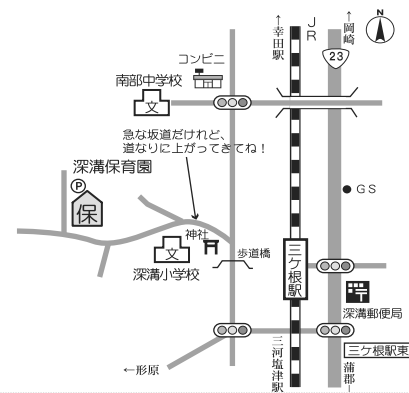 N
↑幸田駅
JR
↑岡崎
23
コンビニ
南部中学校
文
急な坂道だけれど、
道なりに上がってきてね！
深溝保育園
P
保
GS
神社
文
歩道橋
深溝小学校
三ケ根駅
深溝郵便局
三ケ根駅東
←形原
三河塩津駅
蒲郡